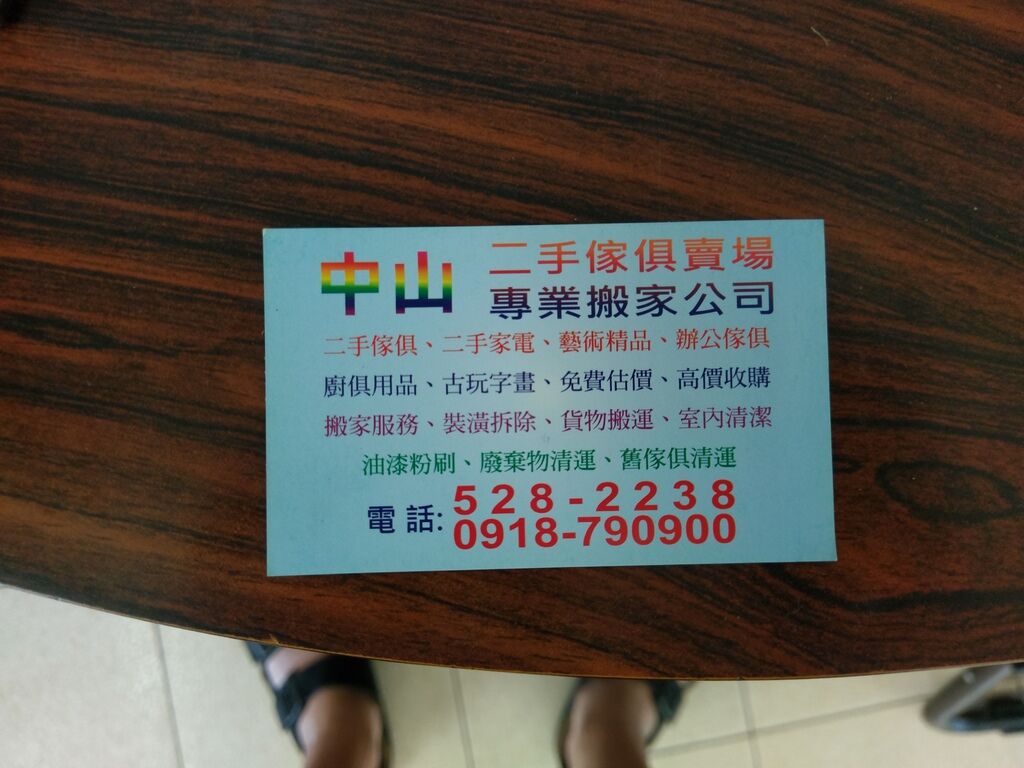 中山
二手傢俱賣場
專業搬家公司
二手傢俱、二手家電、藝術精品、辦公傢俱
廚俱用品、古玩字畫、免費估價、高價收購
搬家服務、裝潢拆除、貨物搬運、室內清潔
油漆粉刷、廢棄物清運、舊傢俱清運
電話: 528-2238
0918-790900